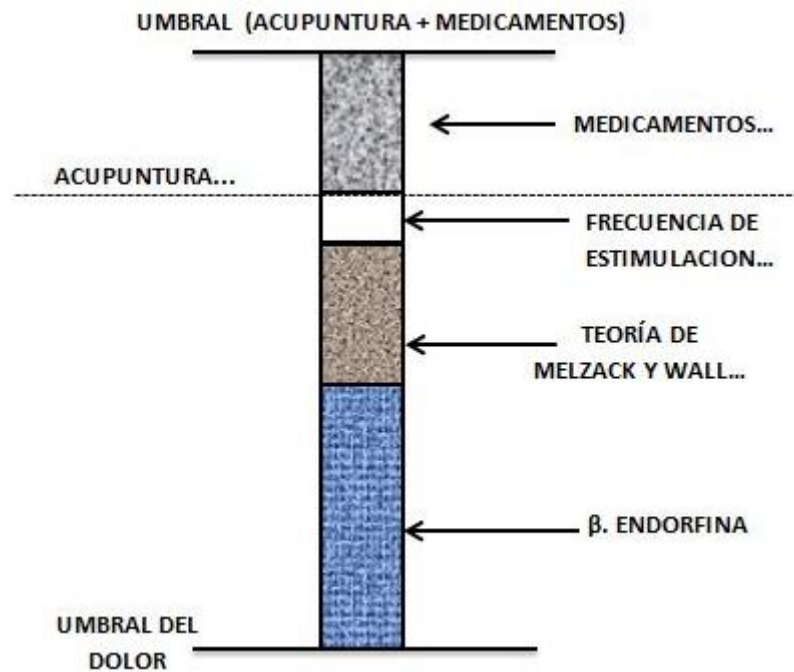 UMBRAL (ACUPUNTURA + MEDICAMENTOS)
MEDICAMENTOS...
ACUPUNTURA...
FRECUENCIA DE
ESTIMULACION...
TEORÍA DE
MELZACK Y WALL...
β. ENDORFINA
UMBRAL DEL
DOLOR